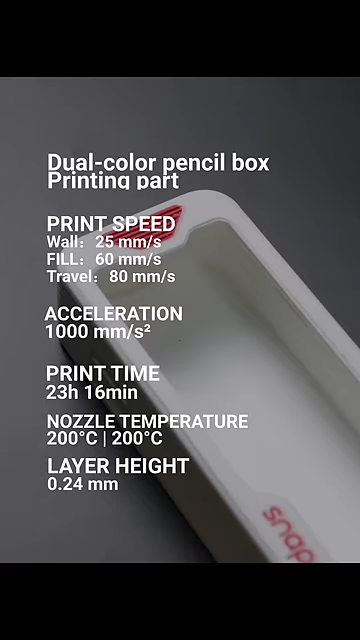 Dual-color pencil box
Printing part
PRINT SPEED
Wall： 25 mm/s
FILL： 60 mm/s
Travel： 80 mm/s
ACCELERATION
1000 mm/s²
PRINT TIME
23h 16min
NOZZLE TEMPERATURE
200°C | 200°C
LAYER HEIGHT
0.24 mm
snap